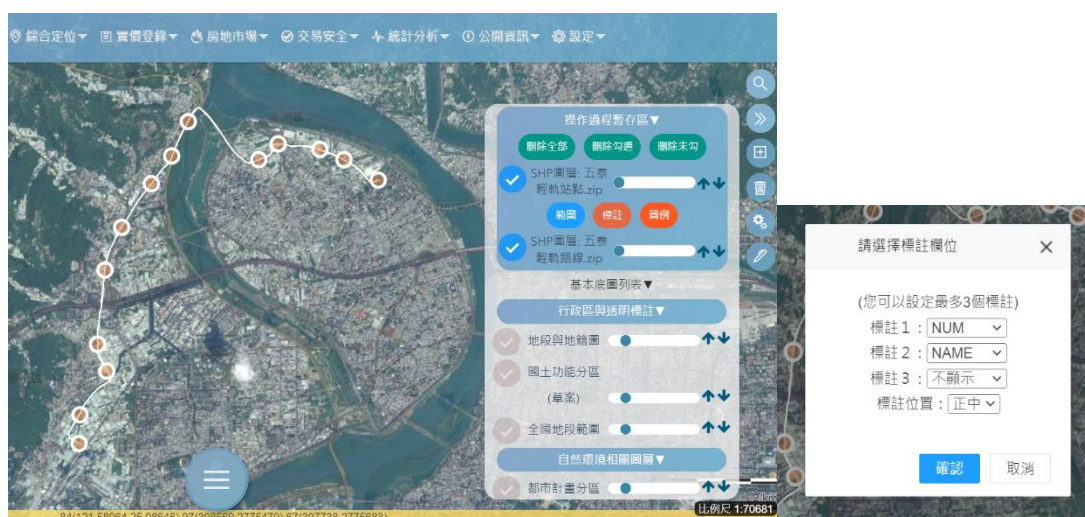 綜合定位▾ 實價登錄▾ 房地市場▾ 交易安全▾ 統計分析▾ 公開資訊▾ 設定▾
操作過程暫存區▼
刪除全部 刪除勾選 刪除未勾
SHP圖層: 五泰
輕軌站點.zip
範圍 標註 圖例
SHP圖層: 五泰
輕軌路線.zip
基本底圖列表▼
行政區與透明標註▼
地段與地籍圖
國土功能分區
(草案)
全國地段範圍
自然環境相關圖層▼
都市計畫分區
比例尺 1:70681
請選擇標註欄位 ×
(您可以設定最多3個標註)
標註 1 : NUM
標註 2 : NAME
標註 3 : 不顯示
標註位置 : 正中
確認 取消